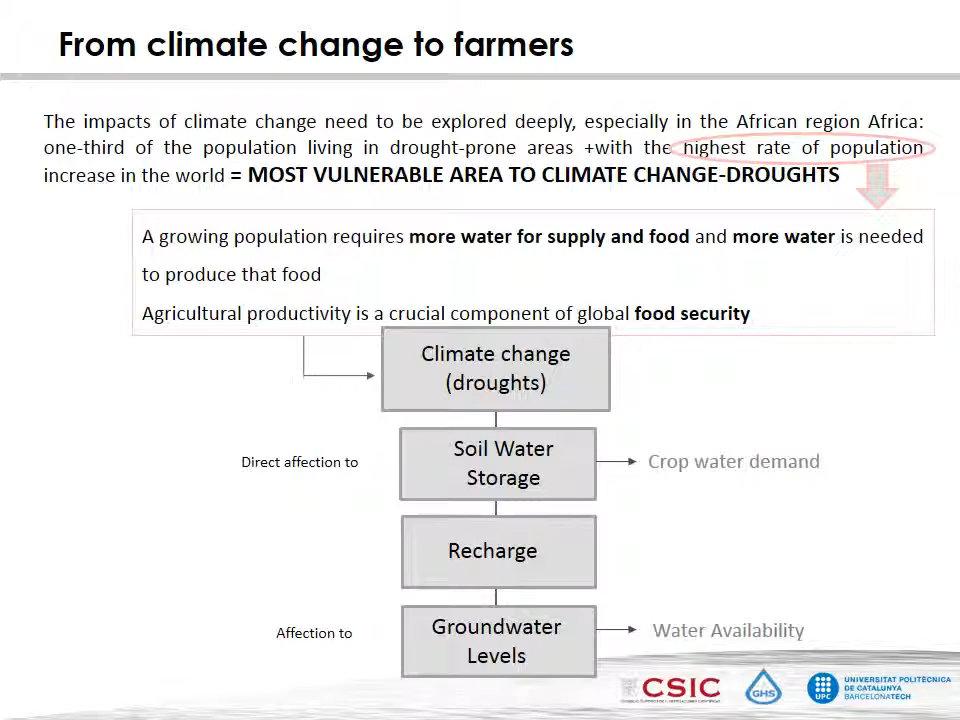 From climate change to farmers
The impacts of climate change need to be explored deeply, especially in the African region Africa:
one-third of the population living in drought-prone areas +with the highest rate of population
increase in the world = MOST VULNERABLE AREA TO CLIMATE CHANGE-DROUGHTS
A growing population requires more water for supply and food and more water is needed
to produce that food
Agricultural productivity is a crucial component of global food security
Climate change
(droughts)
Direct affection to
Soil Water
Storage
Crop water demand
Recharge
Affection to
Groundwater
Levels
Water Availability
CSIC
GHS
UPC
UNIVERSITAT POLITÈCNICA
DE CATALUNYA
BARCELONATECH